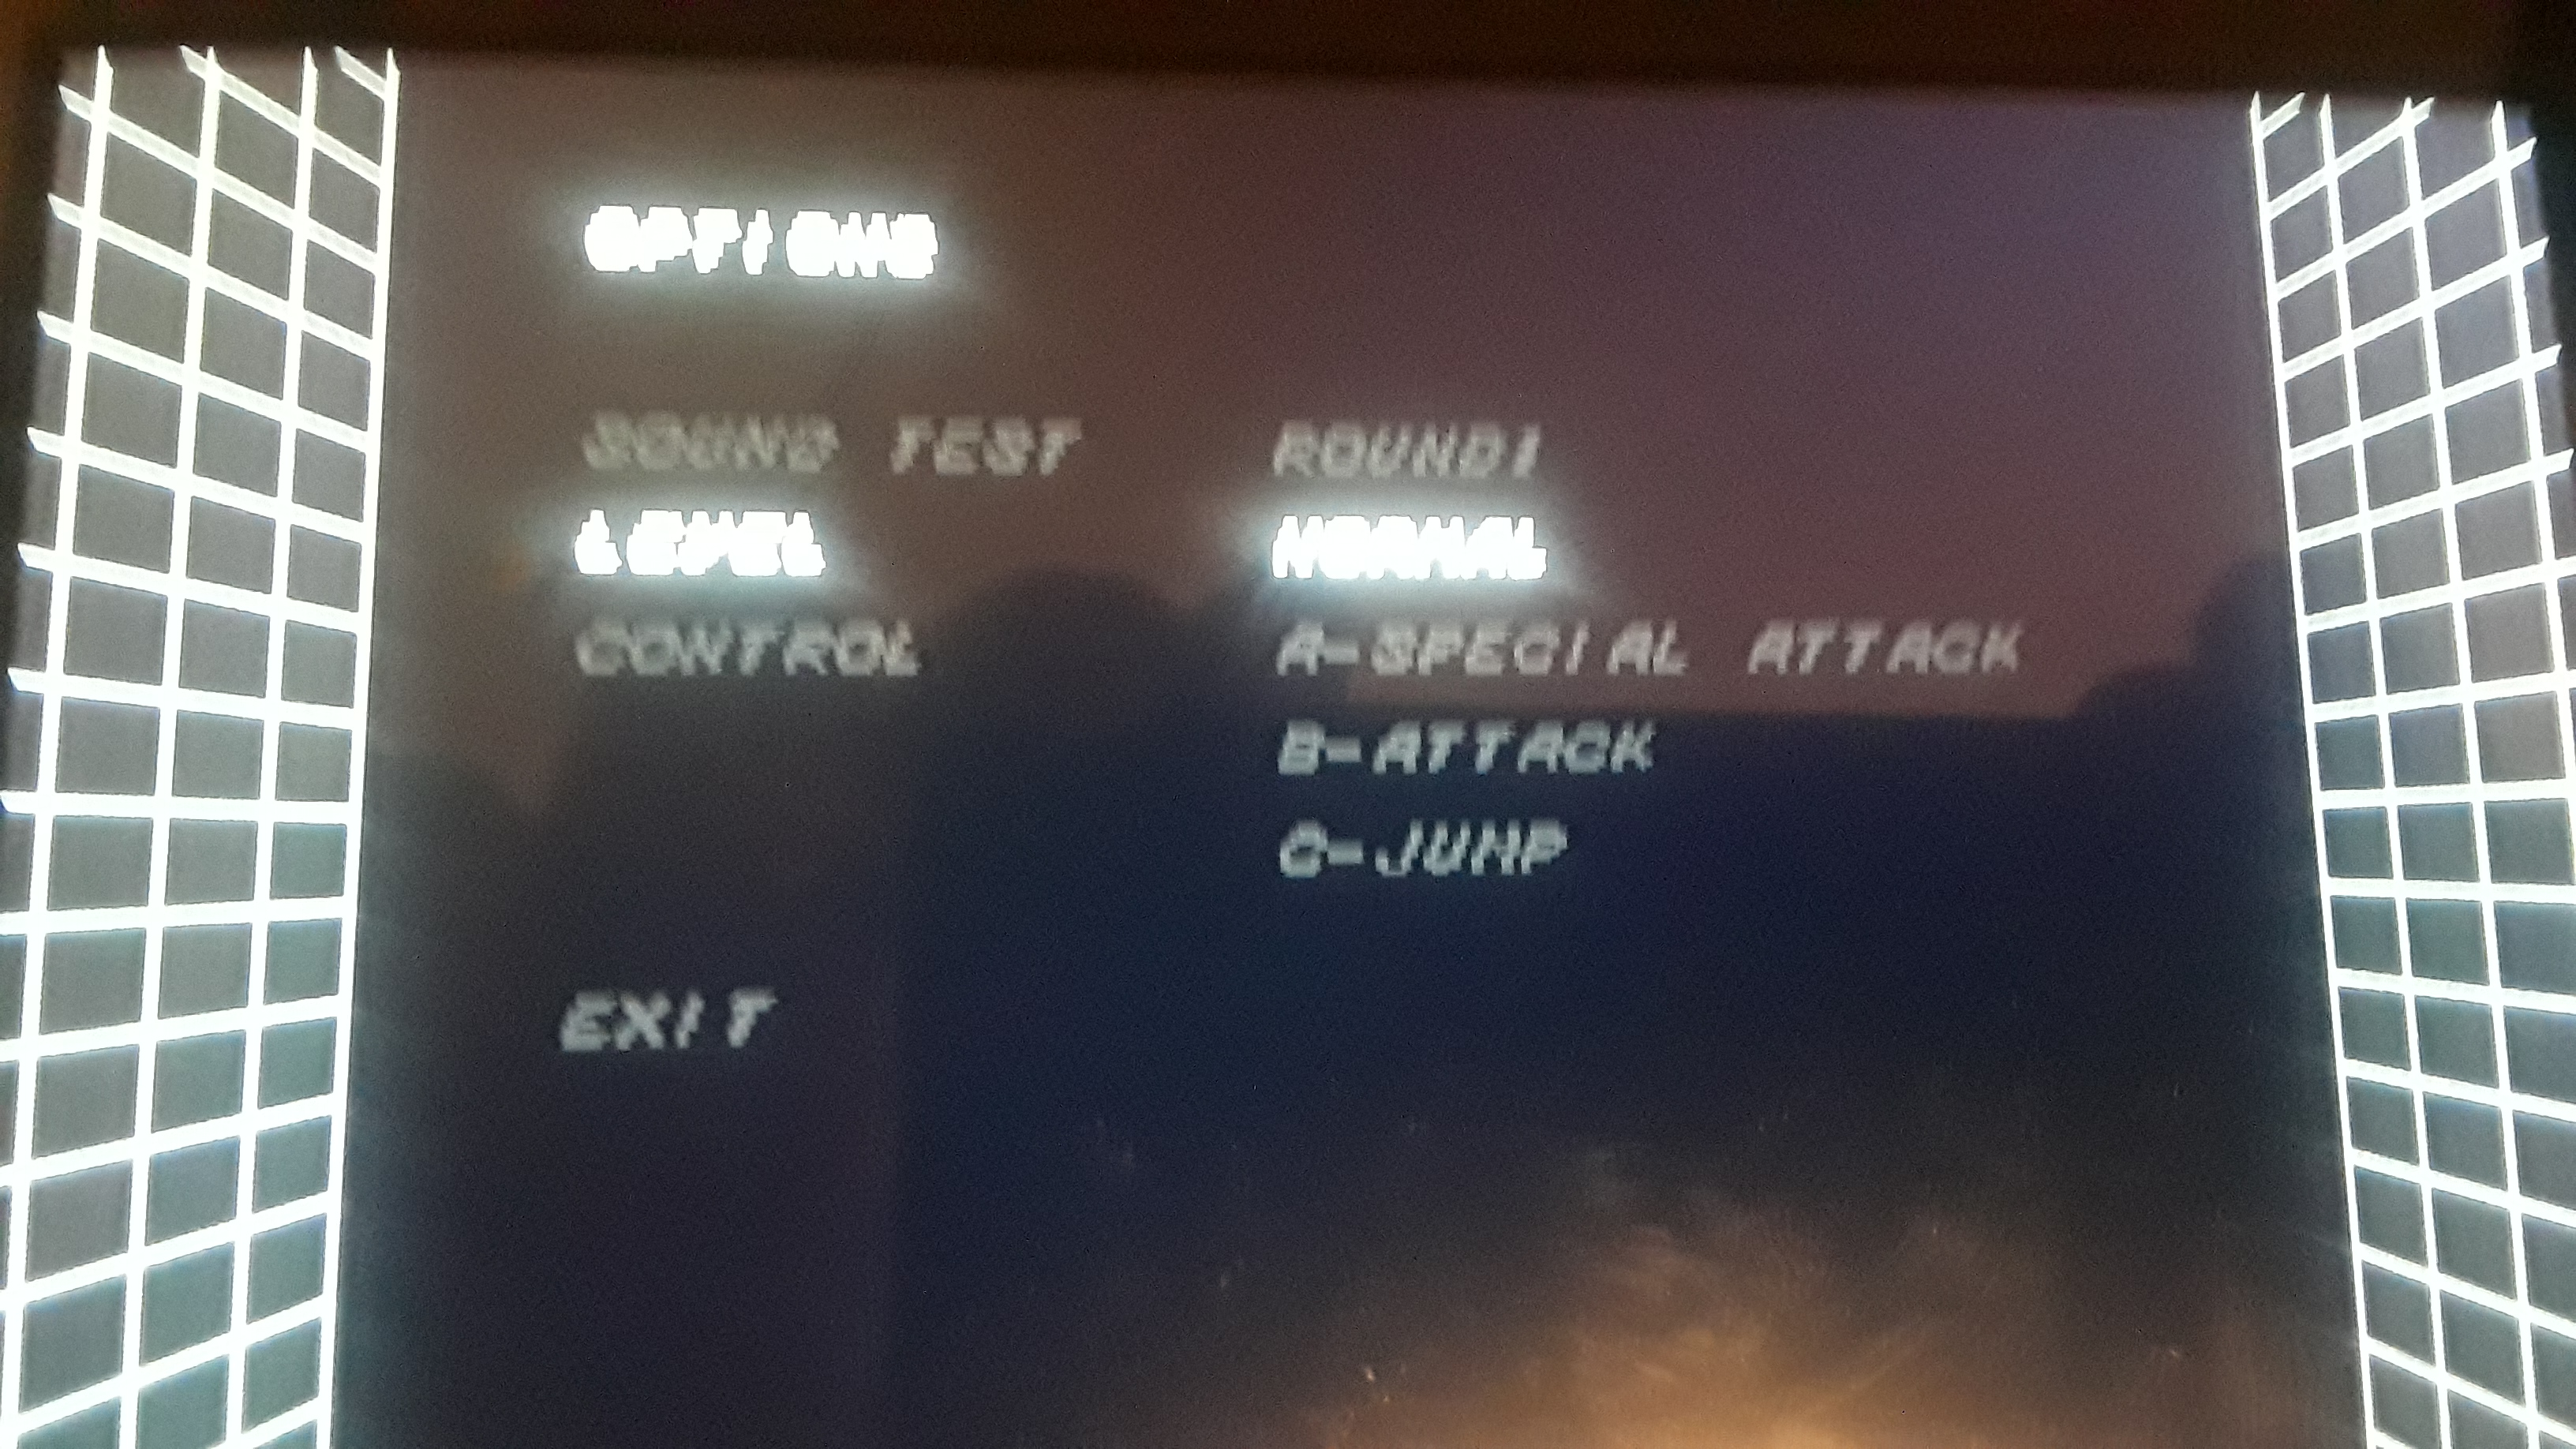 OPTIONS
SOUND TEST ROUND1
LEVEL NORMAL
CONTROL A-SPECIAL ATTACK
B-ATTACK
C-JUMP
EXIT